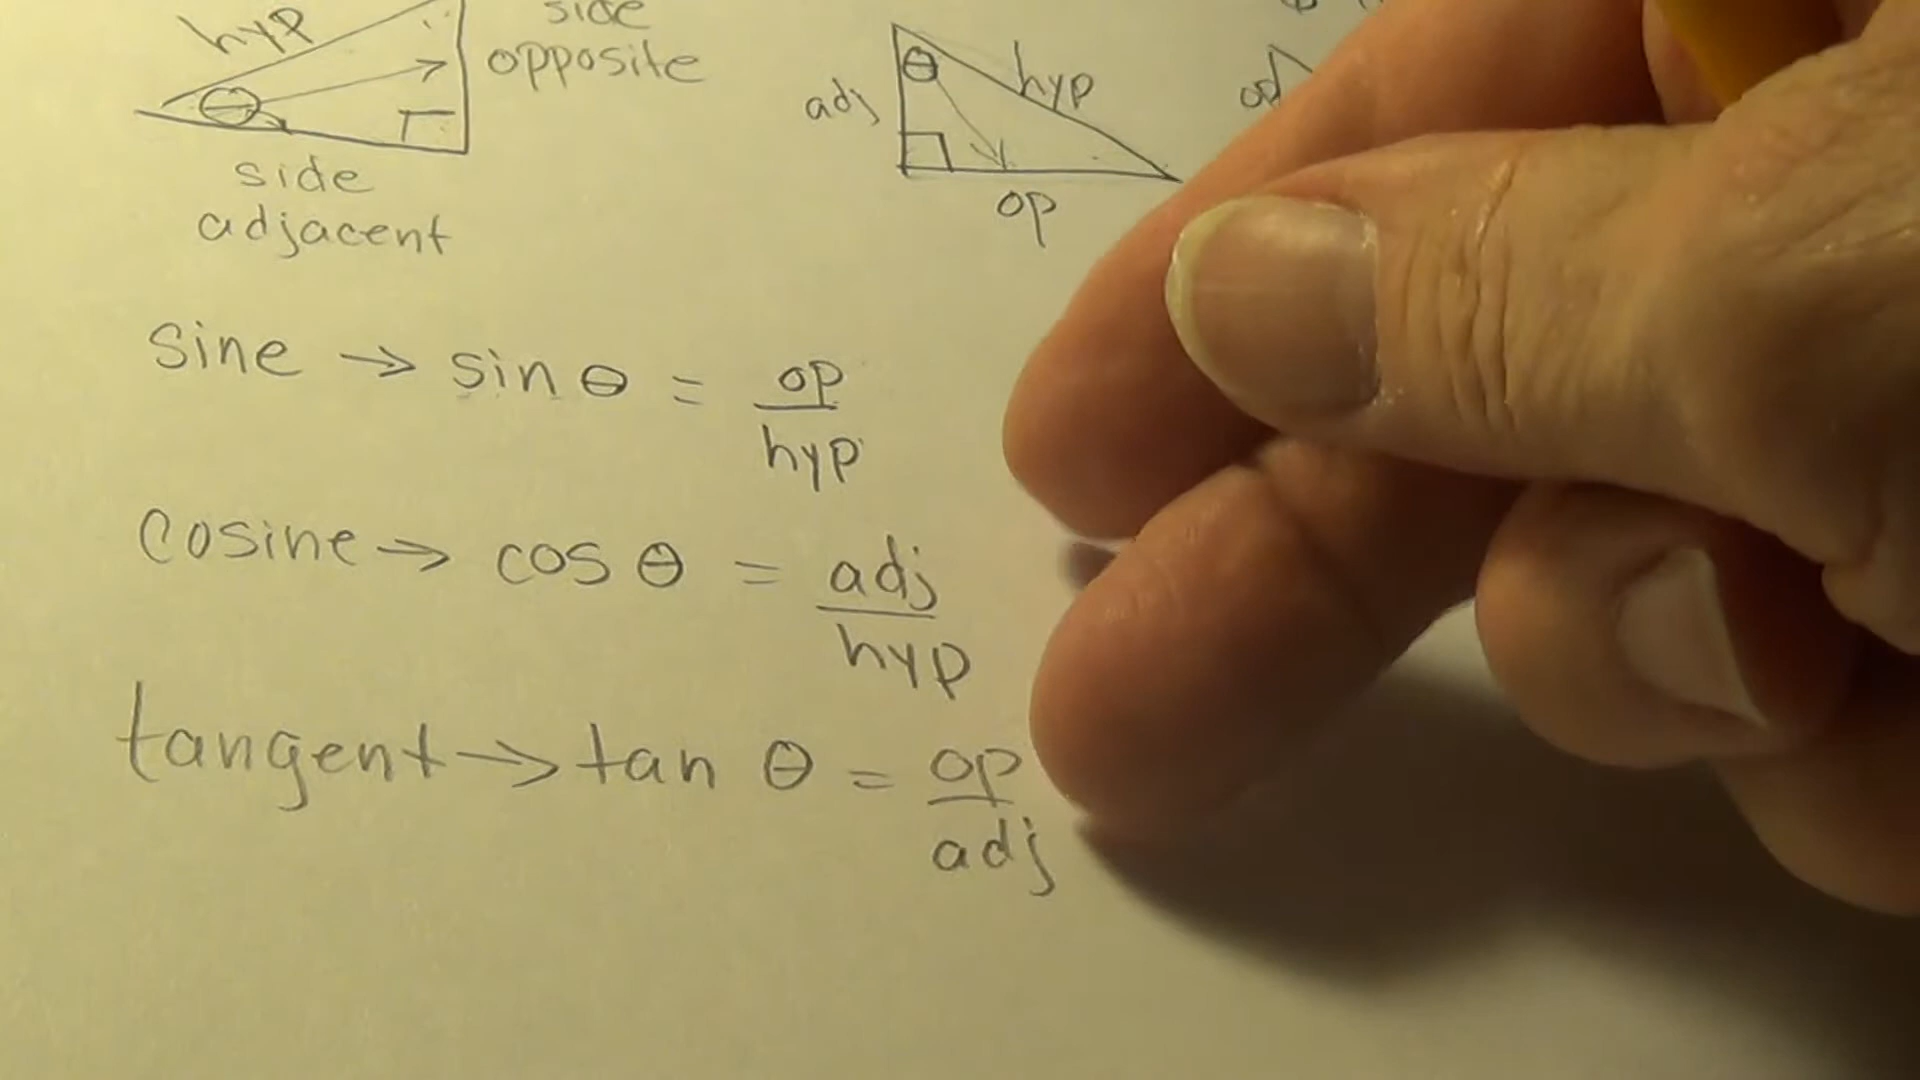 hyp
side
opposite
θ
side
adjacent
θ
hyp
adj
op
sine → sin θ = op
hyp
cosine → cos θ = adj
hyp
tangent → tan θ = op
adj